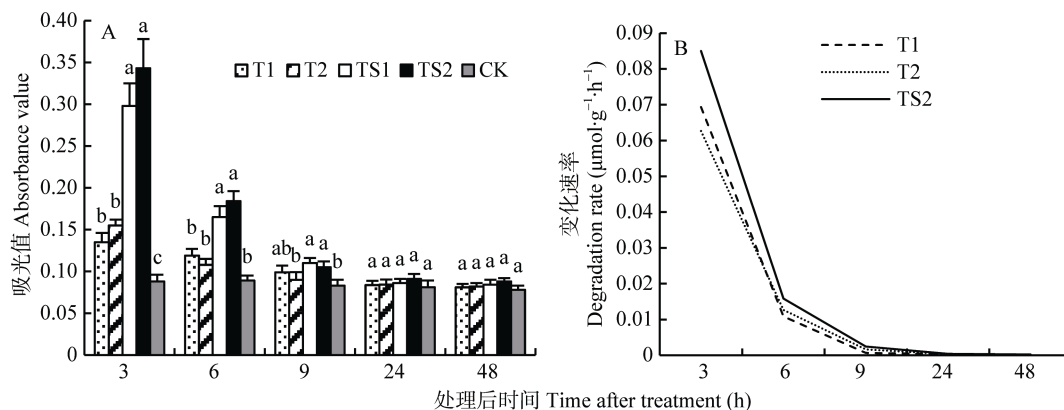 A
T1 T2 TS1 TS2 CK
吸光值 Absorbance value
0.40
0.35
0.30
0.25
0.20
0.15
0.10
0.05
0
b b a a c
b b a a b
ab b a a b
a a a a a
a a a a a
3 6 9 24 48
B
T1
T2
TS2
变化速率
Degradation rate (μmol·g⁻¹·h⁻¹)
0.09
0.08
0.07
0.06
0.05
0.04
0.03
0.02
0.01
0
3 6 9 24 48
处理后时间 Time after treatment (h)